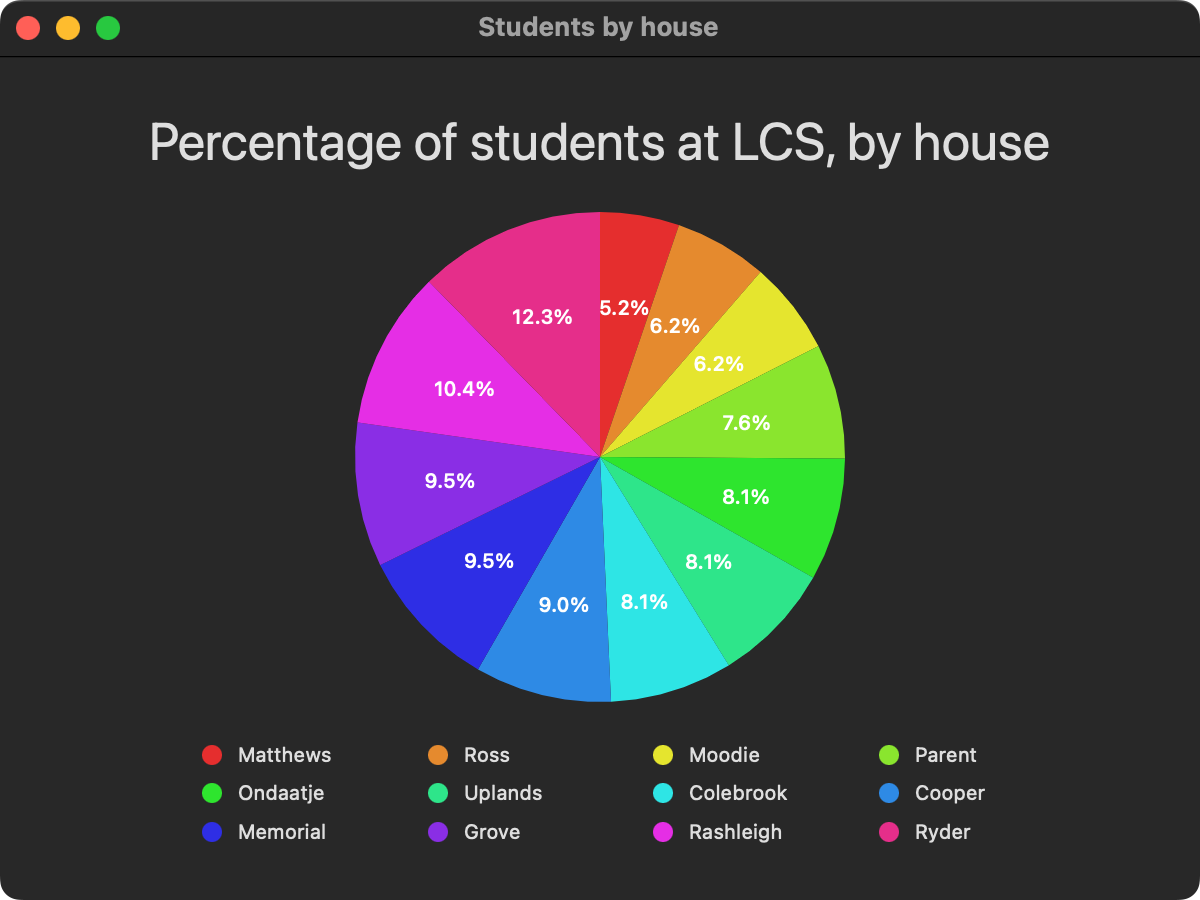 Students by house
Percentage of students at LCS, by house
5.2%
6.2%
6.2%
7.6%
8.1%
8.1%
8.1%
9.0%
9.5%
9.5%
10.4%
12.3%
Matthews Ross Moodie Parent
Ondaatje Uplands Colebrook Cooper
Memorial Grove Rashleigh Ryder